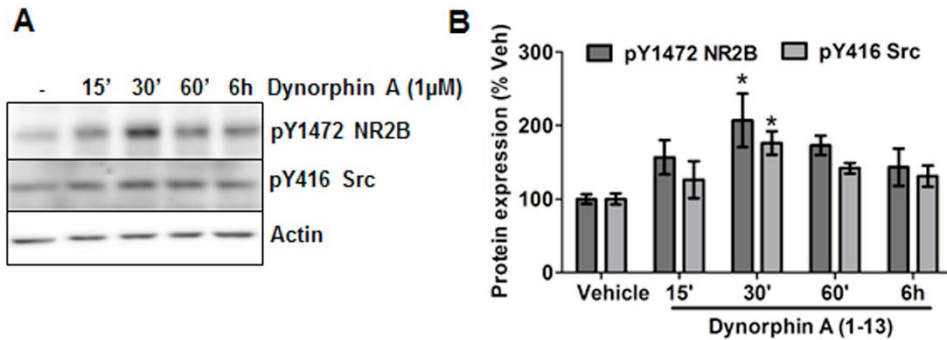 A
- 15' 30' 60' 6h Dynorphin A (1µM)
pY1472 NR2B
pY416 Src
Actin
B
pY1472 NR2B pY416 Src
Protein expression (% Veh)
300
200
100
0
* *
Vehicle 15' 30' 60' 6h
Dynorphin A (1-13)